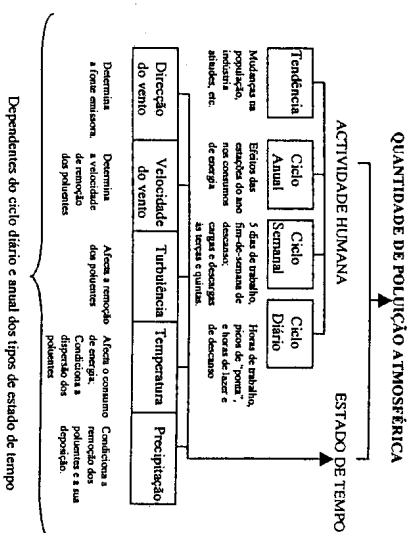 QUANTIDADE DE POLUIÇÃO ATMOSFÉRICA
ACTIVIDADE HUMANA
ESTADO DE TEMPO
Tendência
Mudanças na
população,
indústria
atitudes, etc.
Ciclo
Anual
Efeitos das
estações do ano
nos consumos
de energia
Ciclo
Semanal
5 dias de trabalho,
fim-de-semana de
descanso;
cargas e descargas
às terças e quintas.
Ciclo
Diário
Horas de trabalho,
picos de "ponta",
e horas de lazer e
de descanso
Direcção
do vento
Determina
a fonte emissora.
Velocidade
do vento
Determina
a velocidade
de remoção
dos poluentes
Turbulência
Afecta a remoção
dos poluentes
Temperatura
Afecta o consumo
de energia;
Condiciona a
dispersão dos
poluentes
Precipitação
Condiciona a
remoção dos
poluentes e a sua
deposição.
Dependentes do ciclo diário e anual dos tipos de estado de tempo